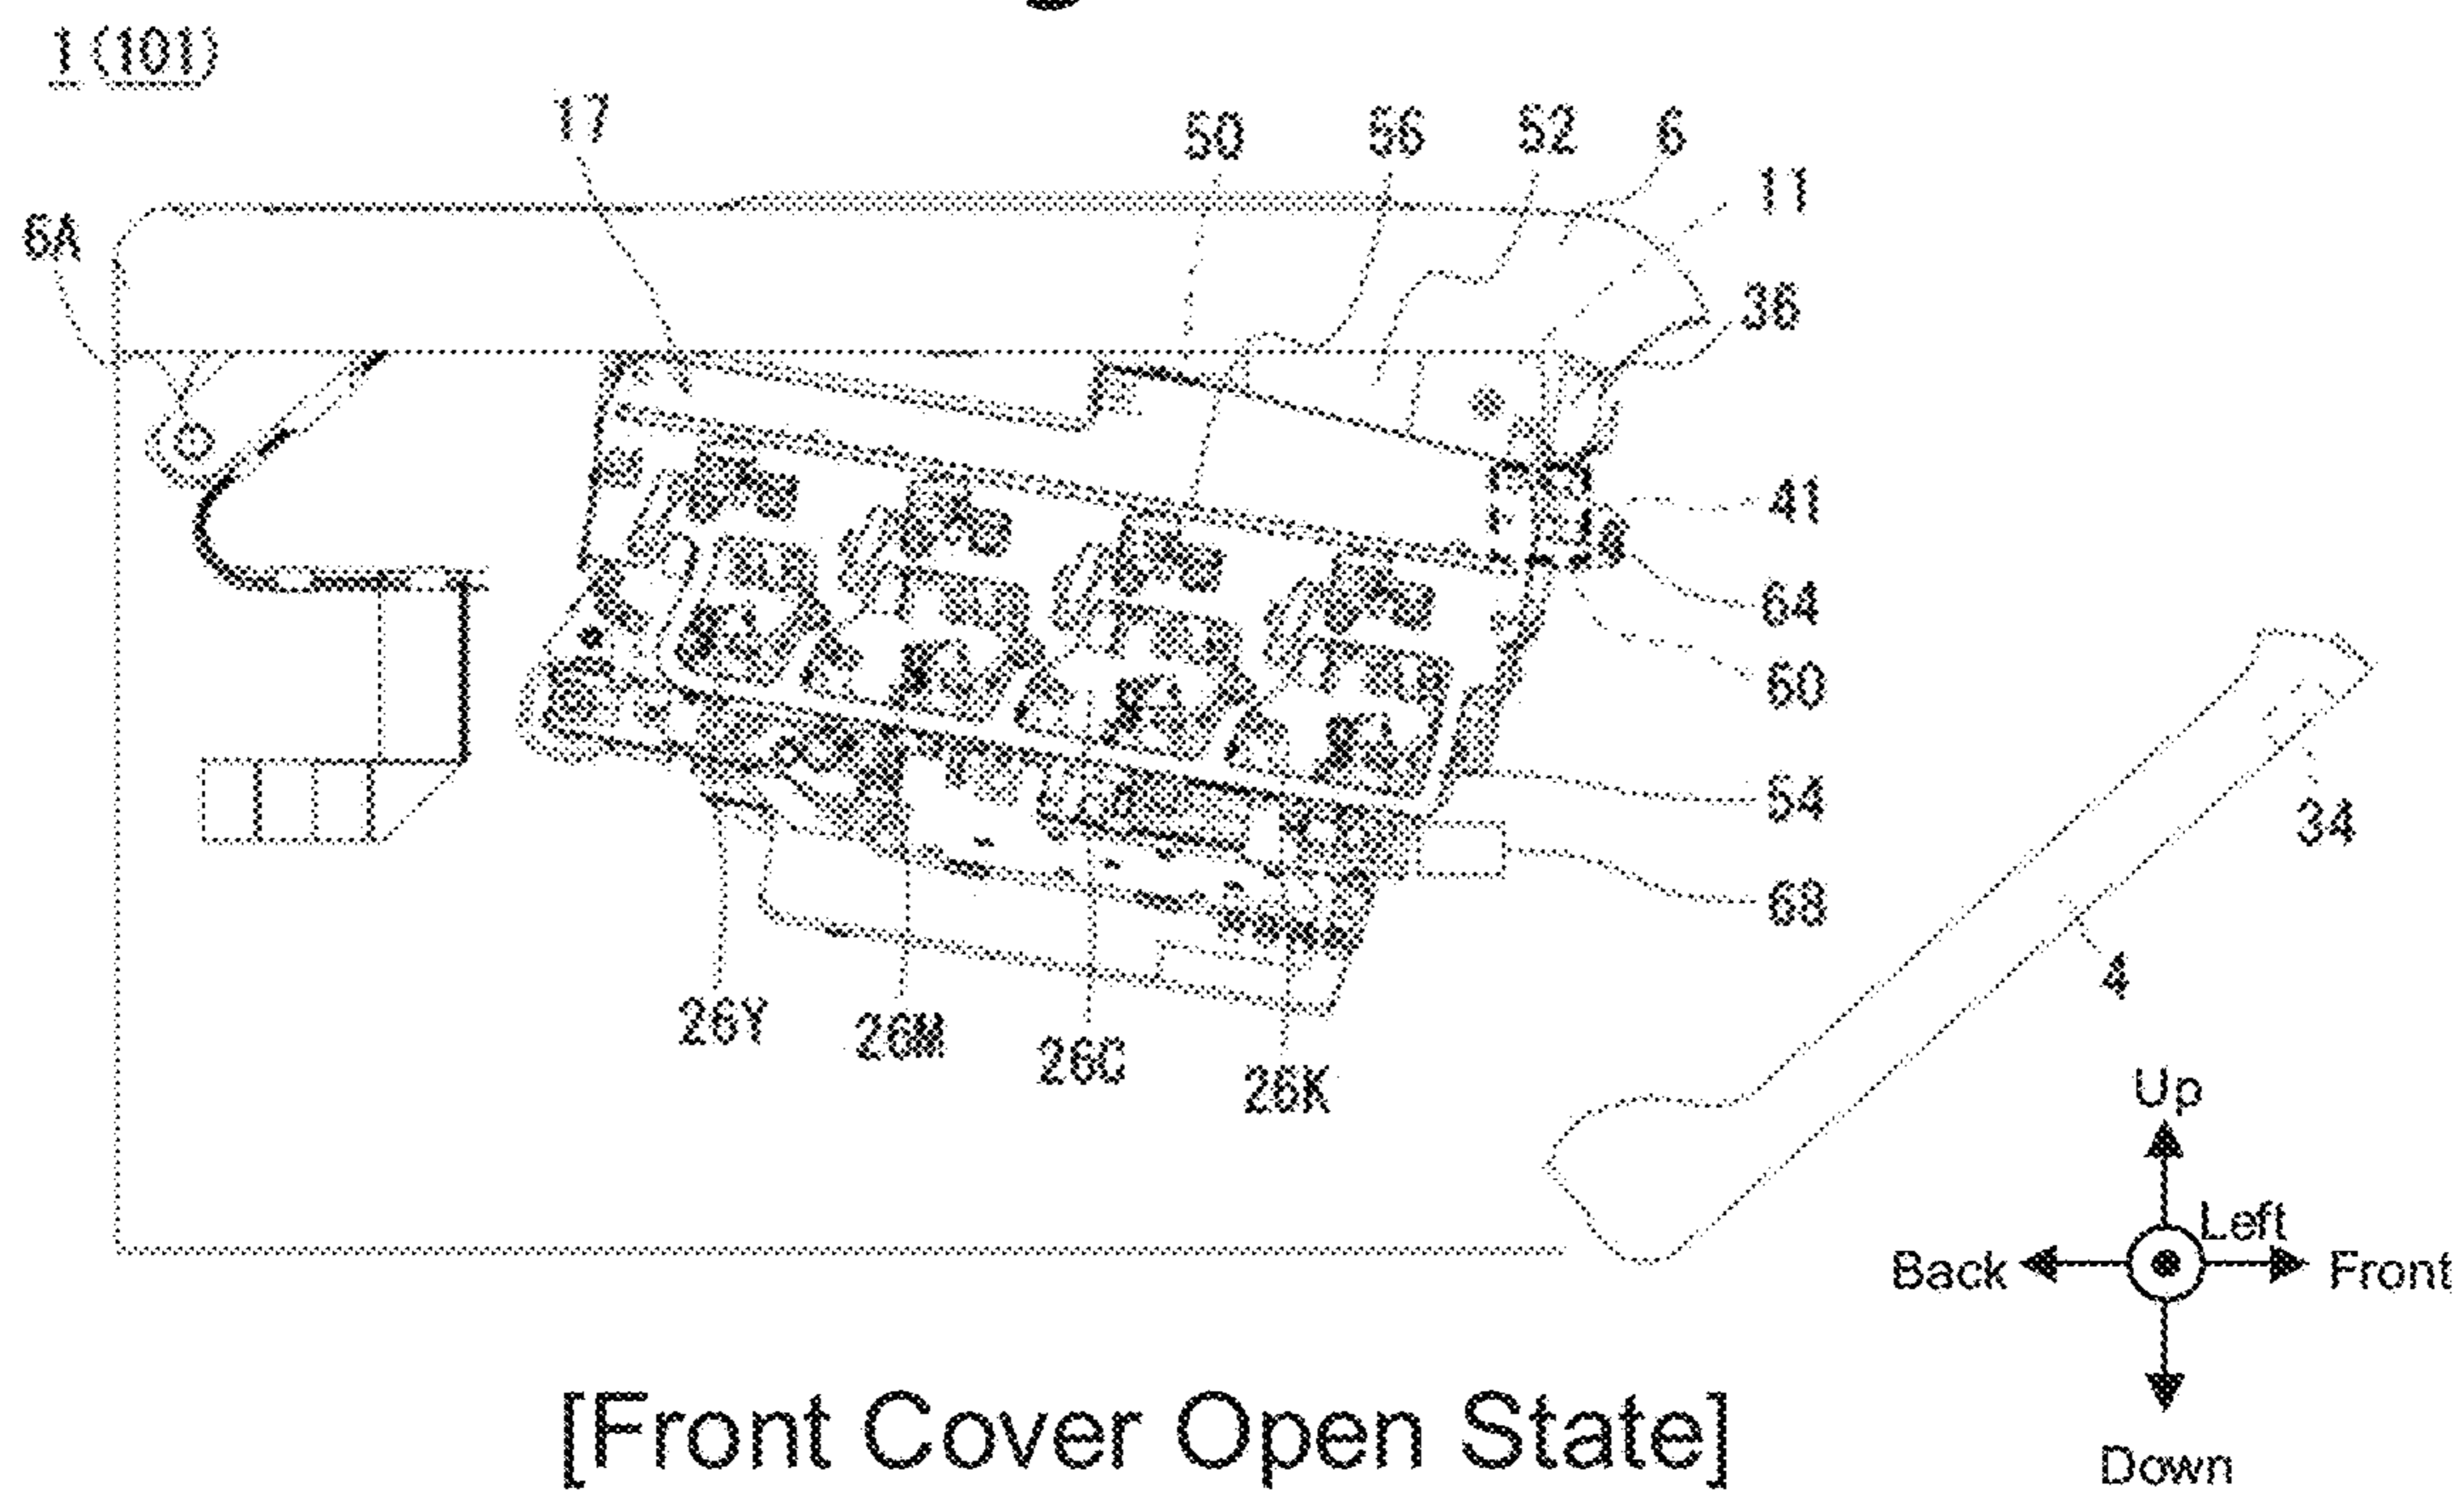 1(101)
17
50
56
52
6
11
6A
36
41
64
60
54
34
68
4
26Y
26M
26C
26K
Up
Left
Back
Front
Down
[Front Cover Open State]